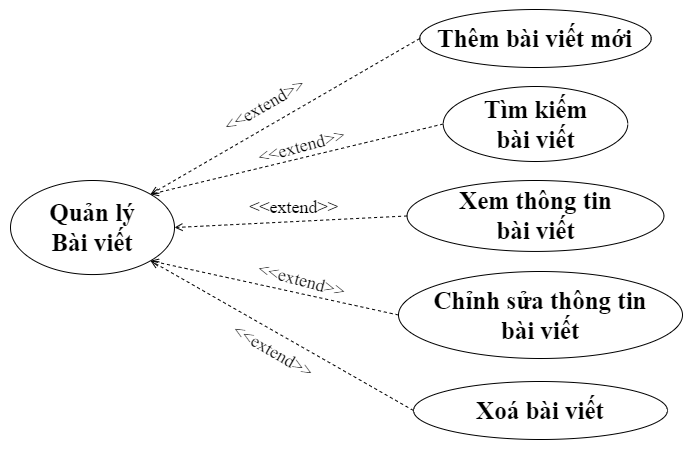 Thêm bài viết mới
<<extend>>
Tìm kiếm
bài viết
<<extend>>
Quản lý
Bài viết
<<extend>>
Xem thông tin
bài viết
<<extend>>
Chỉnh sửa thông tin
bài viết
<<extend>>
Xoá bài viết